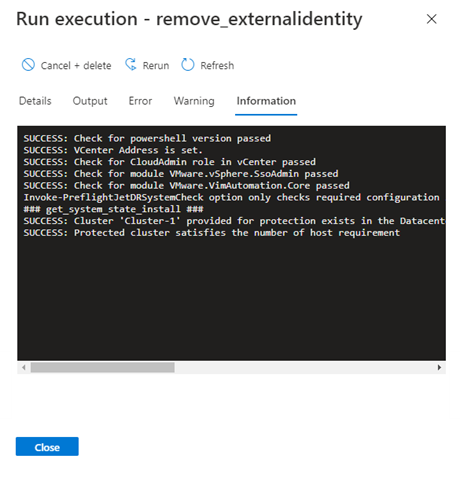 Run execution - remove_externalidentity
Cancel + delete Rerun Refresh
Details Output Error Warning Information
SUCCESS: Check for powershell version passed
SUCCESS: VCenter Address is set.
SUCCESS: Check for CloudAdmin role in vCenter passed
SUCCESS: Check for module VMware.vSphere.SsoAdmin passed
SUCCESS: Check for module VMware.VimAutomation.Core passed
Invoke-PreflightJetDRSystemCheck option only checks required configuration
### get_system_state_install ###
SUCCESS: Cluster 'Cluster-1' provided for protection exists in the Datacent
SUCCESS: Protected cluster satisfies the number of host requirement
Close